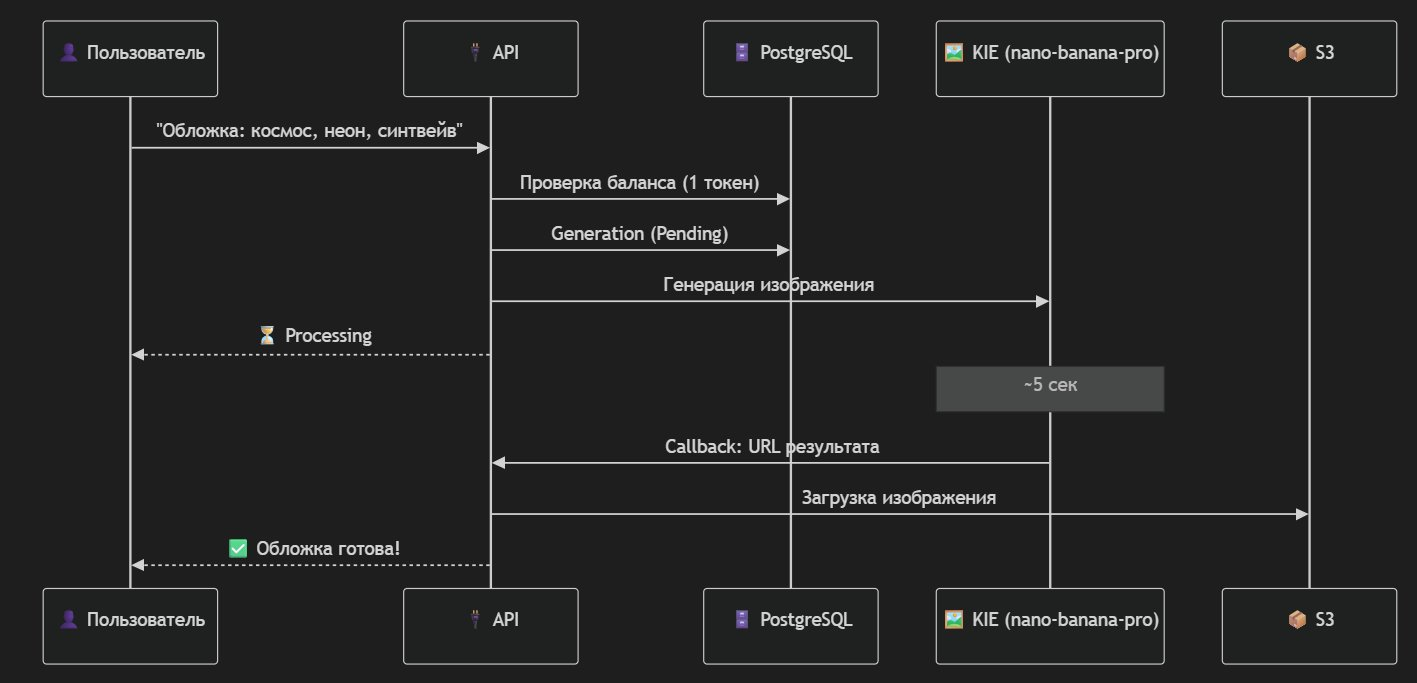 👤 Пользователь
🔌 API
🗄️ PostgreSQL
🖼️ KIE (nano-banana-pro)
📦 S3
"Обложка: космос, неон, синтвейв"
Проверка баланса (1 токен)
Generation (Pending)
Генерация изображения
⏳ Processing
~5 сек
Callback: URL результата
Загрузка изображения
✅ Обложка готова!
👤 Пользователь
🔌 API
🗄️ PostgreSQL
🖼️ KIE (nano-banana-pro)
📦 S3